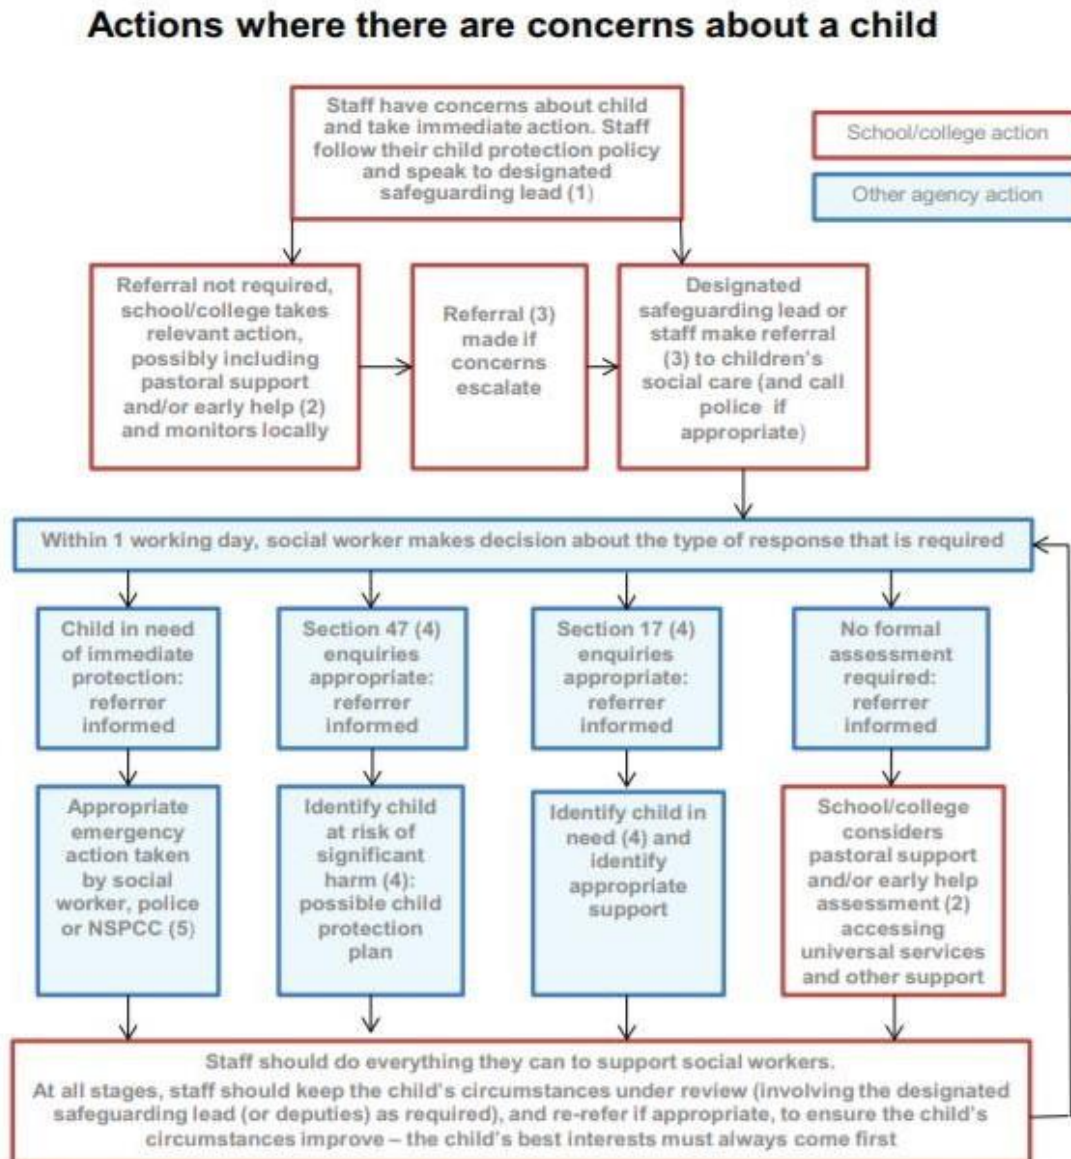 Actions where there are concerns about a child
Staff have concerns about child
and take immediate action. Staff
follow their child protection policy
and speak to designated
safeguarding lead (1)
School/college action
Other agency action
Referral not required,
school/college takes
relevant action,
possibly including
pastoral support
and/or early help (2)
and monitors locally
Referral (3)
made if
concerns
escalate
Designated
safeguarding lead or
staff make referral
(3) to children's
social care (and call
police if
appropriate)
Within 1 working day, social worker makes decision about the type of response that is required
Child in need
of immediate
protection:
referrer
informed
Section 47 (4)
enquiries
appropriate:
referrer
informed
Section 17 (4)
enquiries
appropriate:
referrer
informed
No formal
assessment
required:
referrer
informed
Appropriate
emergency
action taken
by social
worker, police
or NSPCC (5)
Identify child
at risk of
significant
harm (4):
possible child
protection
plan
Identify child in
need (4) and
identify
appropriate
support
School/college
considers
pastoral support
and/or early help
assessment (2)
accessing
universal services
and other support
Staff should do everything they can to support social workers.
At all stages, staff should keep the child's circumstances under review (involving the designated
safeguarding lead (or deputies) as required), and re-refer if appropriate, to ensure the child's
circumstances improve – the child's best interests must always come first